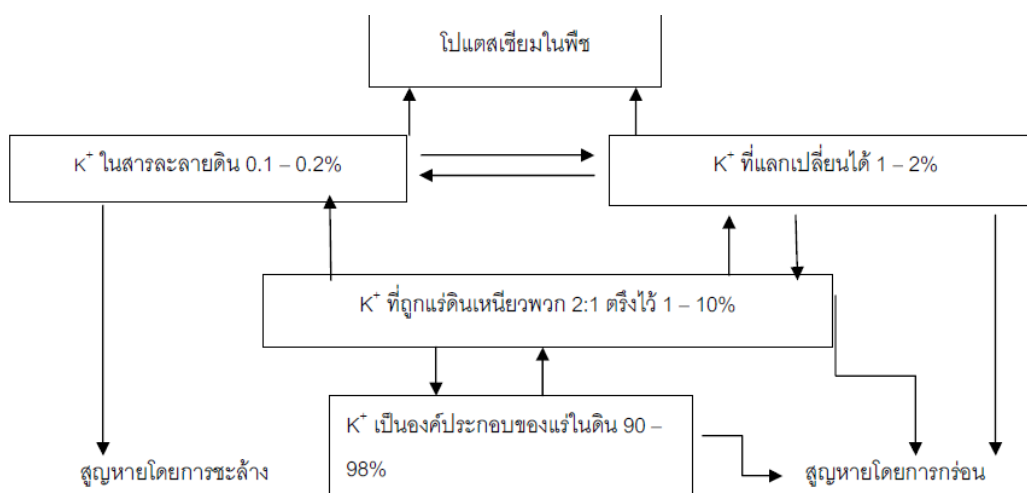 โปแตสเซียมในพืช
K⁺ ในสารละลายดิน 0.1 – 0.2%
K⁺ ที่แลกเปลี่ยนได้ 1 – 2%
K⁺ ที่ถูกแร่ดินเหนียวพวก 2:1 ตรึงไว้ 1 – 10%
K⁺ เป็นองค์ประกอบของแร่ในดิน 90 –
98%
สูญหายโดยการชะล้าง
สูญหายโดยการกร่อน